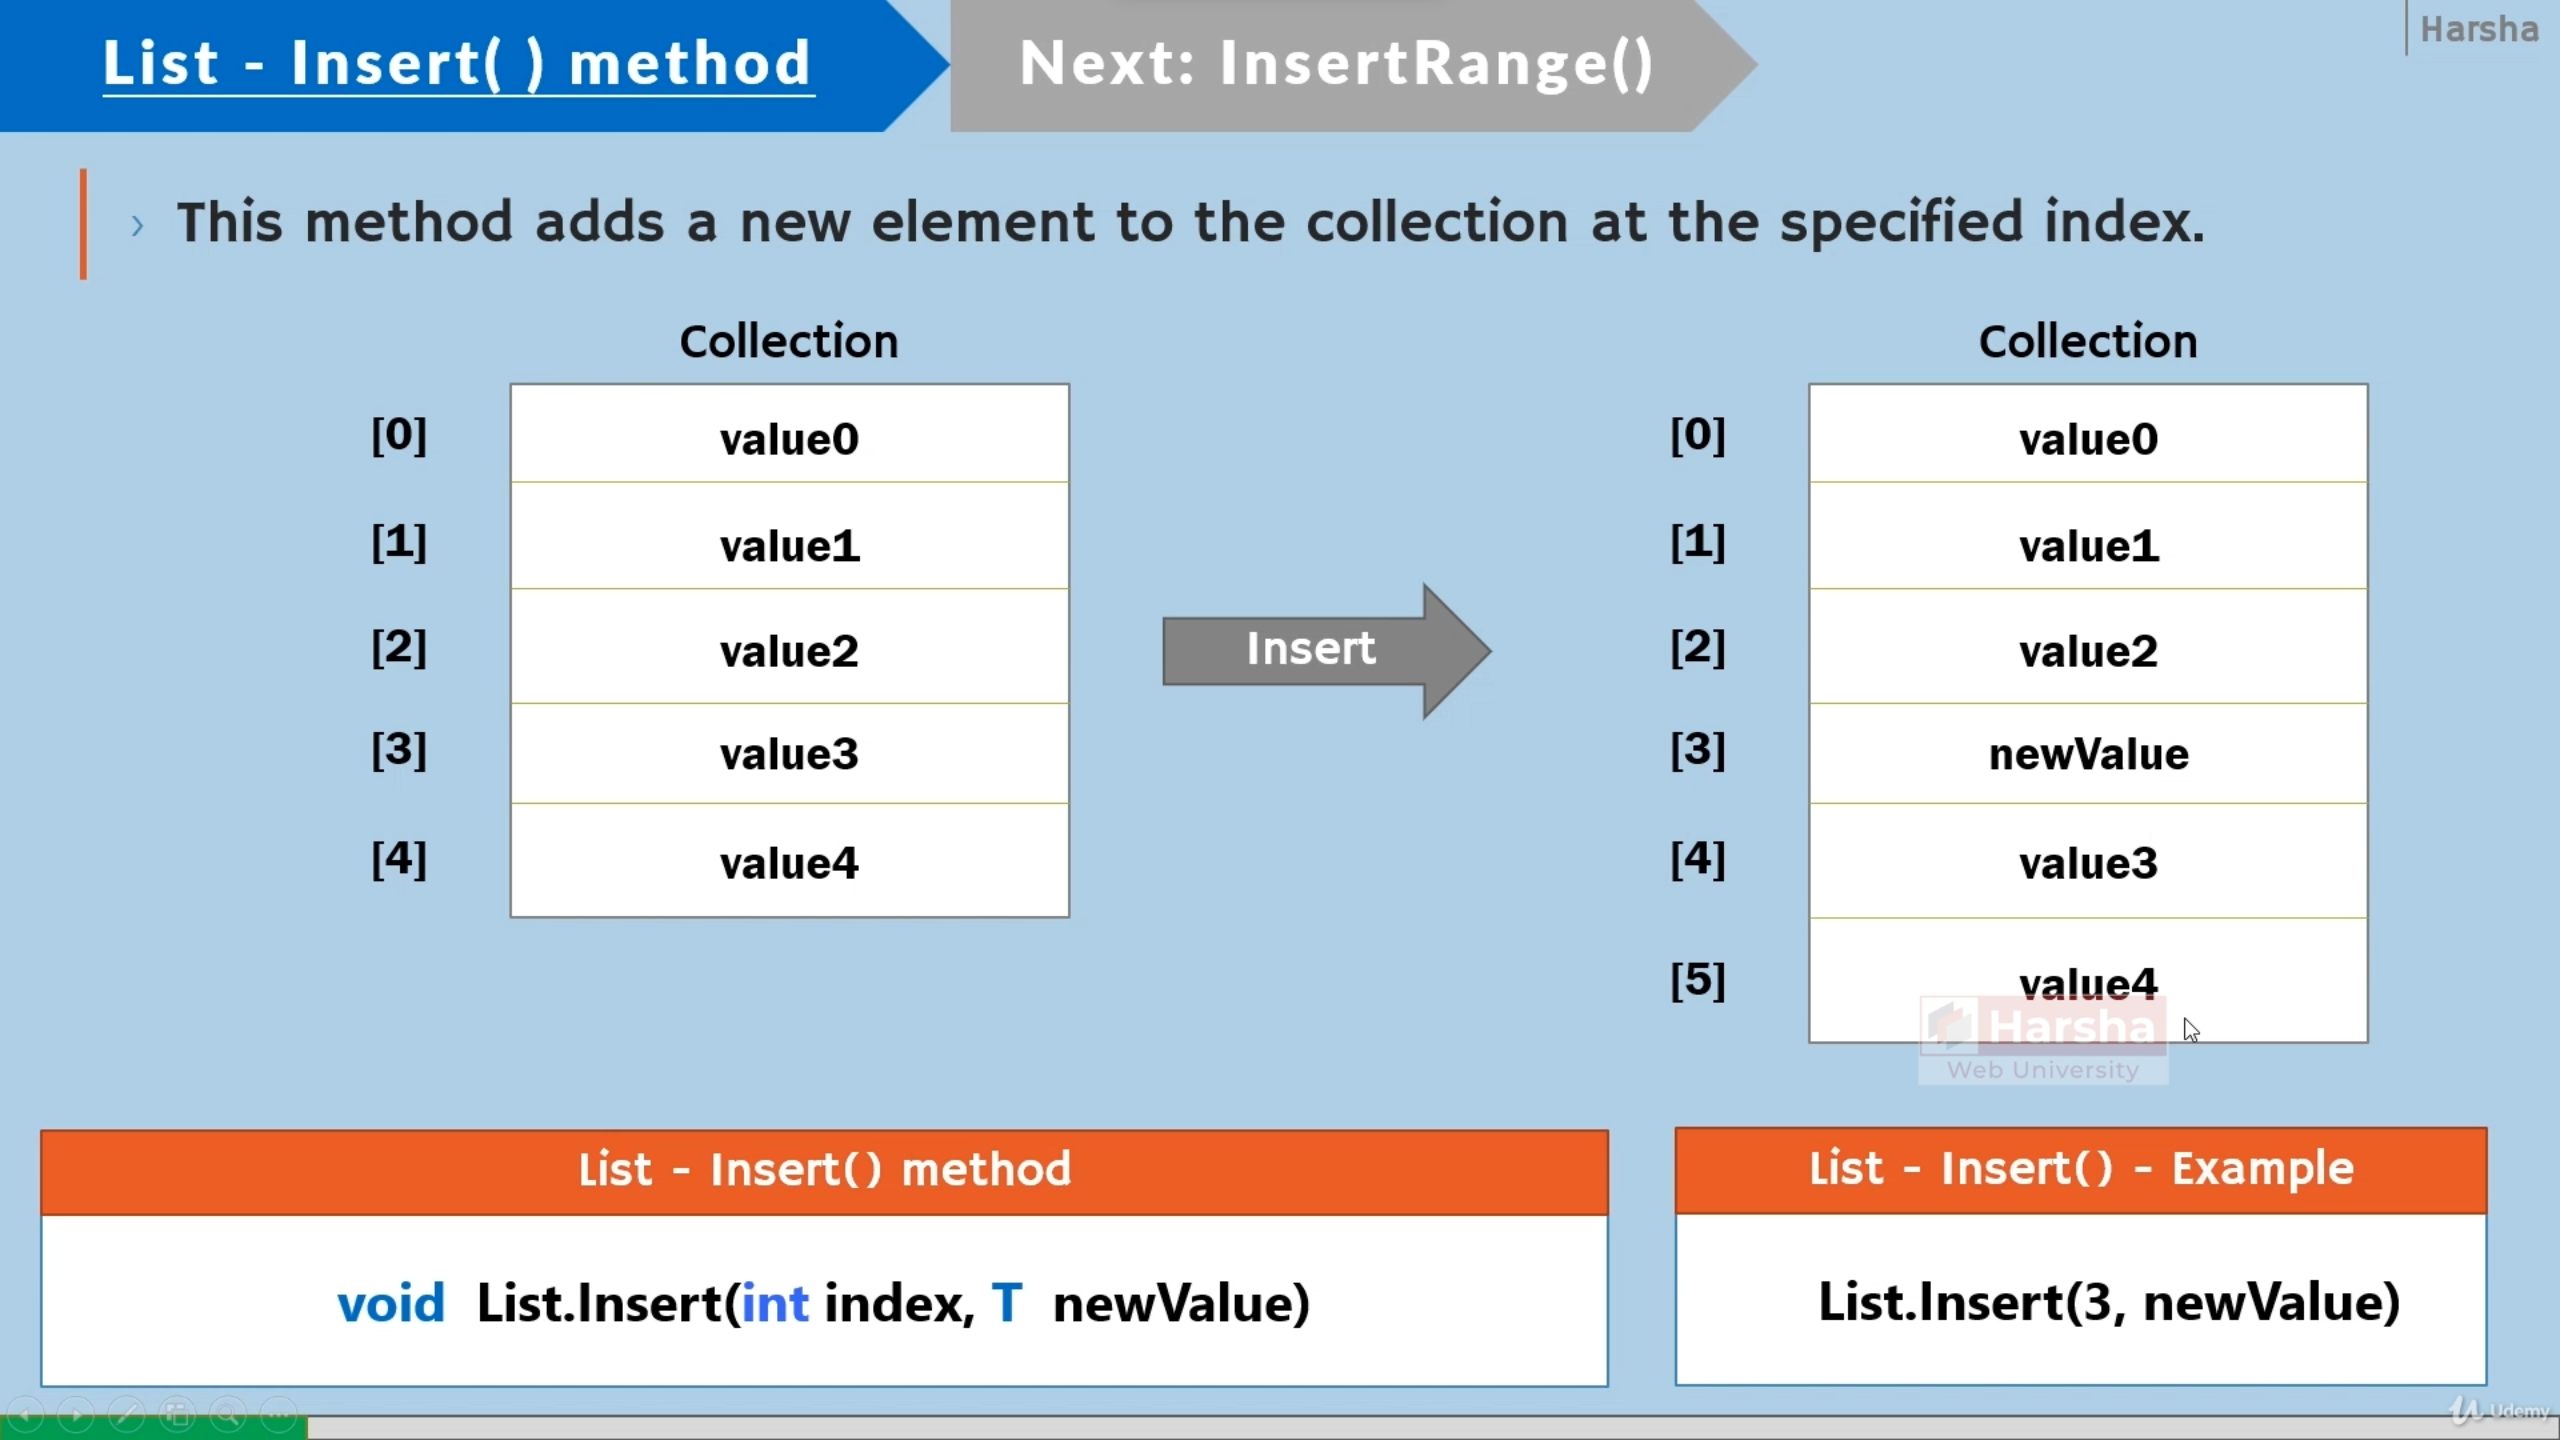 List - Insert( ) method
Next: InsertRange()
Harsha
› This method adds a new element to the collection at the specified index.
Collection
[0] value0
[1] value1
[2] value2
[3] value3
[4] value4
Insert
Collection
[0] value0
[1] value1
[2] value2
[3] newValue
[4] value3
[5] value4
Harsha
Web University
List - Insert() method
void List.Insert(int index, T newValue)
List - Insert() - Example
List.Insert(3, newValue)
Udemy